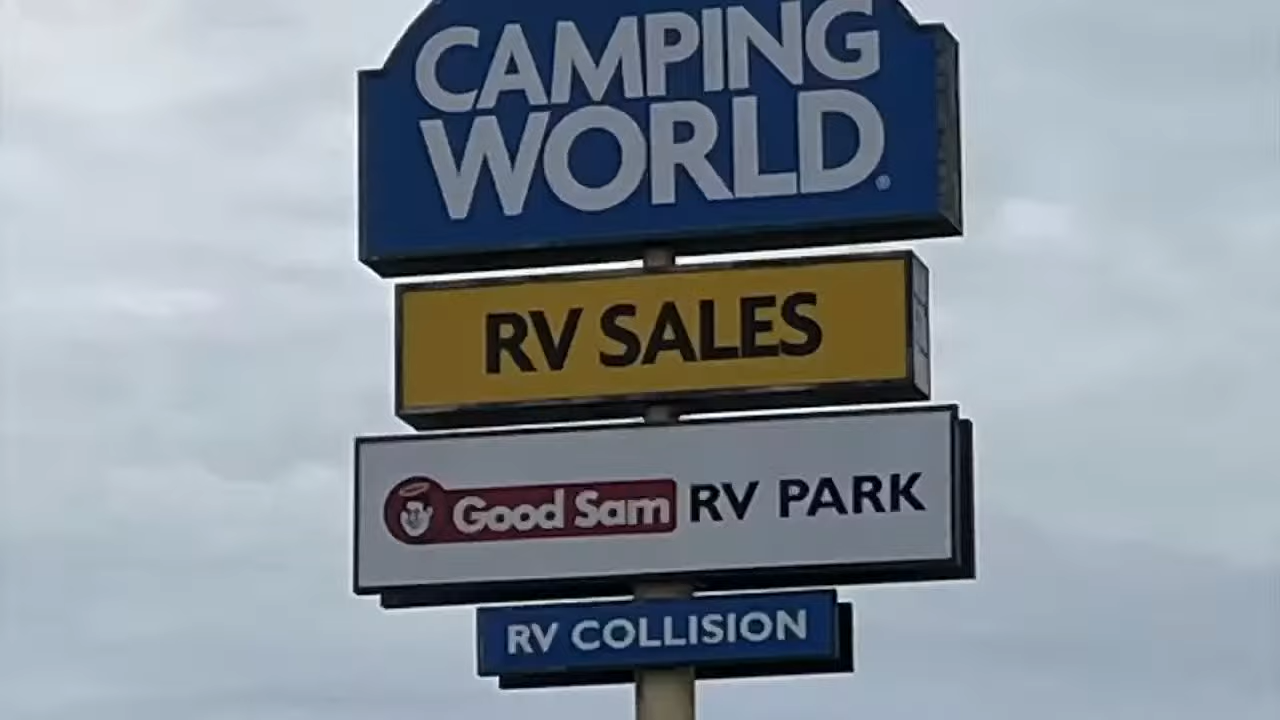 CAMPING
WORLD®
RV SALES
Good Sam RV PARK
RV COLLISION